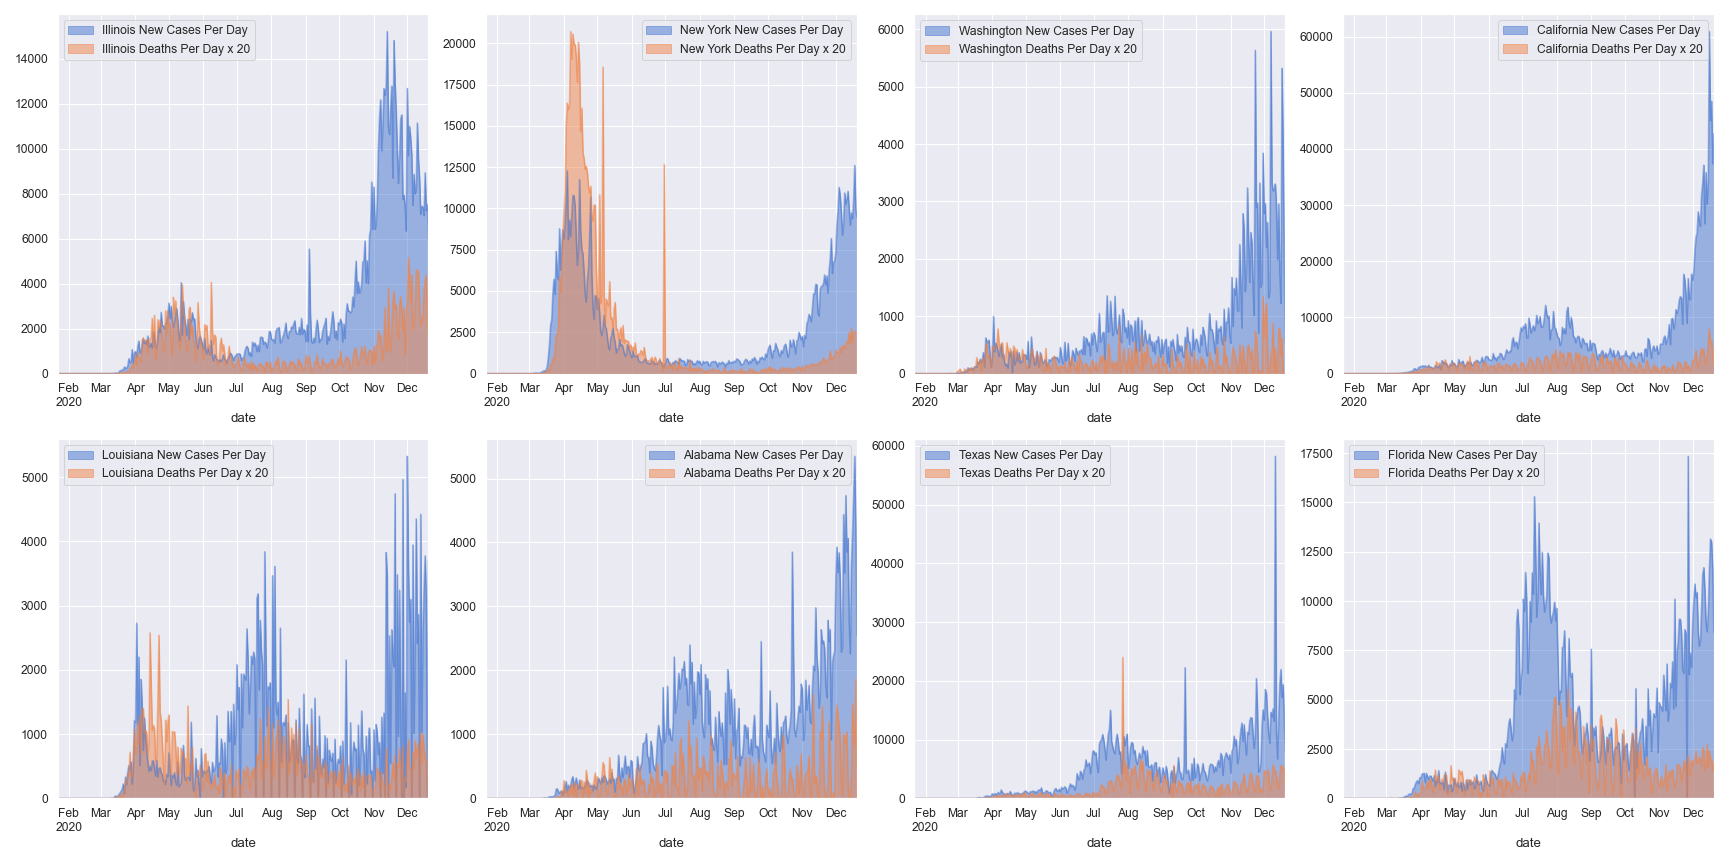 Illinois New Cases Per Day
Illinois Deaths Per Day x 20
14000
12000
10000
8000
6000
4000
2000
0
Feb Mar Apr May Jun Jul Aug Sep Oct Nov Dec
2020
date
New York New Cases Per Day
New York Deaths Per Day x 20
20000
17500
15000
12500
10000
7500
5000
2500
0
Feb Mar Apr May Jun Jul Aug Sep Oct Nov Dec
2020
date
Washington New Cases Per Day
Washington Deaths Per Day x 20
6000
5000
4000
3000
2000
1000
0
Feb Mar Apr May Jun Jul Aug Sep Oct Nov Dec
2020
date
California New Cases Per Day
California Deaths Per Day x 20
60000
50000
40000
30000
20000
10000
0
Feb Mar Apr May Jun Jul Aug Sep Oct Nov Dec
2020
date
Louisiana New Cases Per Day
Louisiana Deaths Per Day x 20
5000
4000
3000
2000
1000
0
Feb Mar Apr May Jun Jul Aug Sep Oct Nov Dec
2020
date
Alabama New Cases Per Day
Alabama Deaths Per Day x 20
5000
4000
3000
2000
1000
0
Feb Mar Apr May Jun Jul Aug Sep Oct Nov Dec
2020
date
Texas New Cases Per Day
Texas Deaths Per Day x 20
60000
50000
40000
30000
20000
10000
0
Feb Mar Apr May Jun Jul Aug Sep Oct Nov Dec
2020
date
Florida New Cases Per Day
Florida Deaths Per Day x 20
17500
15000
12500
10000
7500
5000
2500
0
Feb Mar Apr May Jun Jul Aug Sep Oct Nov Dec
2020
date